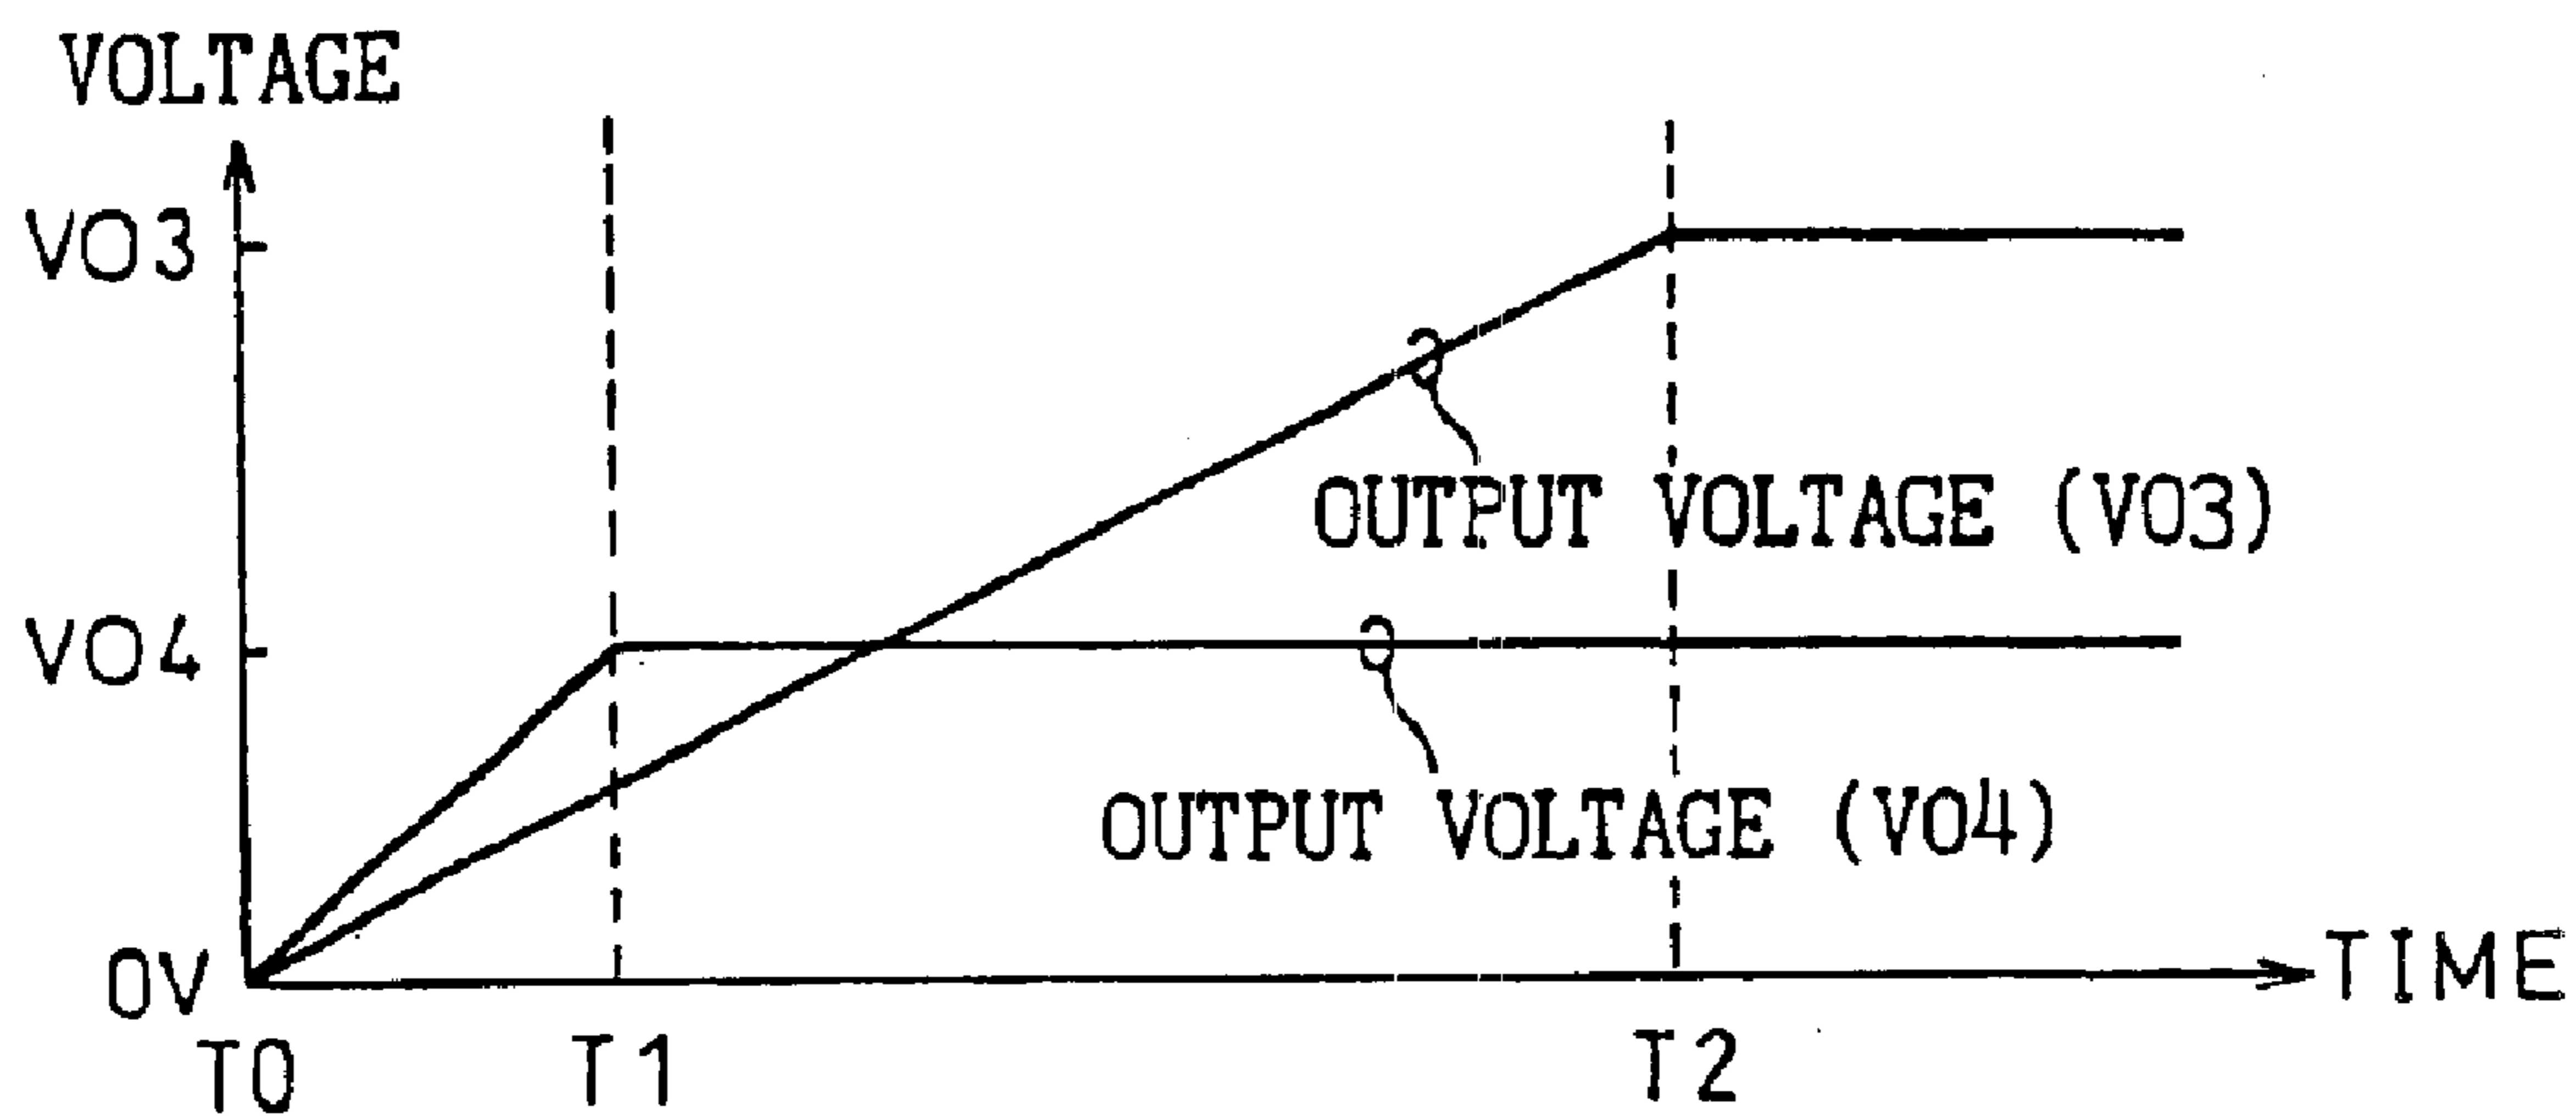 VOLTAGE
VO3
OUTPUT VOLTAGE (VO3)
VO4
OUTPUT VOLTAGE (VO4)
0V
TIME
T0
T1
T2